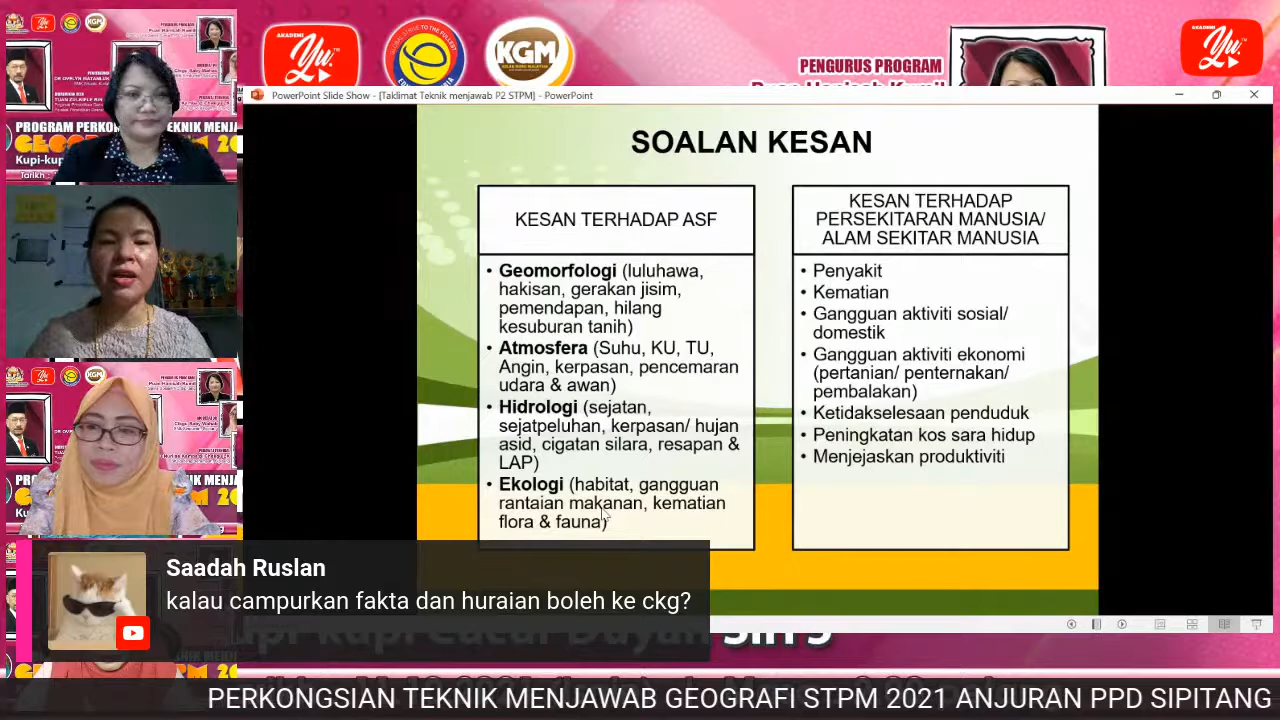 PENGURUS PROGRAM
AKADEMI
Yu
KGM
PowerPoint Slide Show - [Taklimat Teknik menjawab P2 STPM] - PowerPoint
SOALAN KESAN
KESAN TERHADAP ASF
• Geomorfologi (luluhawa,
hakisan, gerakan jisim,
pemendapan, hilang
kesuburan tanih)
• Atmosfera (Suhu, KU, TU,
Angin, kerpasan, pencemaran
udara & awan)
• Hidrologi (sejatan,
sejatpeluhan, kerpasan/ hujan
asid, cigatan silara, resapan &
LAP)
• Ekologi (habitat, gangguan
rantaian makanan, kematian
flora & fauna)
KESAN TERHADAP
PERSEKITARAN MANUSIA/
ALAM SEKITAR MANUSIA
• Penyakit
• Kematian
• Gangguan aktiviti sosial/
domestik
• Gangguan aktiviti ekonomi
(pertanian/ penternakan/
pembalakan)
• Ketidakselesaan penduduk
• Peningkatan kos sara hidup
• Menjejaskan produktiviti
Saadah Ruslan
kalau campurkan fakta dan huraian boleh ke ckg?
PERKONGSIAN TEKNIK MENJAWAB GEOGRAFI STPM 2021 ANJURAN PPD SIPITANG